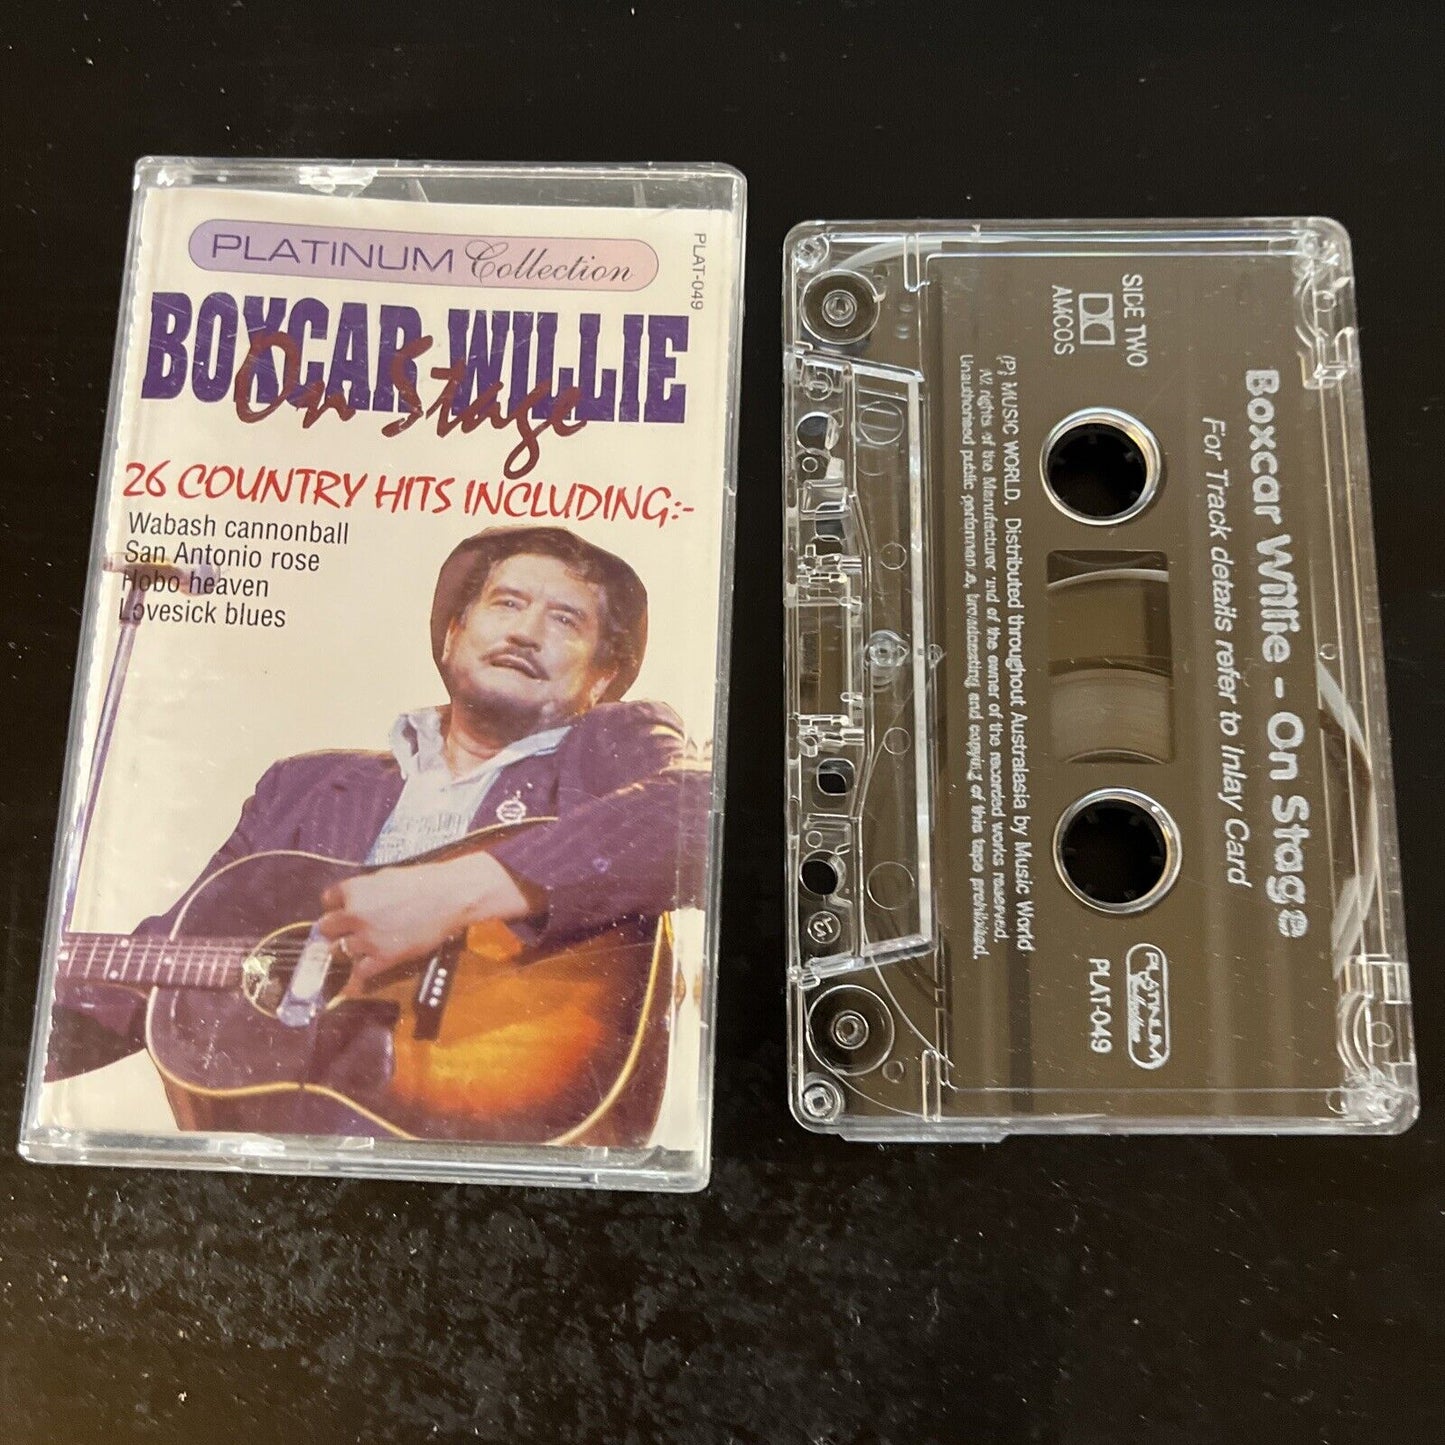 PLATINUM Collection
PLAT-049
BOXCAR WILLIE
On Stage
26 COUNTRY HITS INCLUDING:-
Wabash cannonball
San Antonio rose
Hobo heaven
Lovesick blues
Boxcar Willie - On Stage
For Track details refer to Inlay Card
SIDE TWO
AMCOS
PLATINUM
PLAT-049
(P) MUSIC WORLD. Distributed throughout Australasia by Music World
All rights of the Manufacturer and of the owner of the recorded works reserved.
Unauthorised public performance, broadcasting and copying of this tape prohibited.